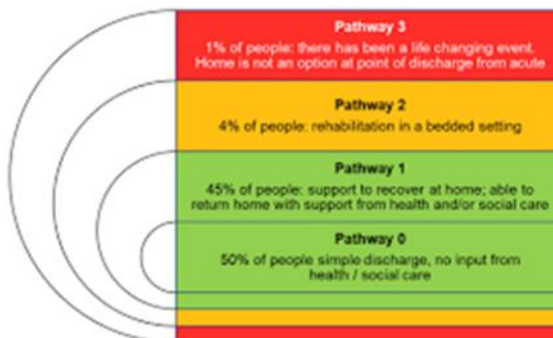 Pathway 3
1% of people: there has been a life changing event.
Home is not an option at point of discharge from acute
Pathway 2
4% of people: rehabilitation in a bedded setting
Pathway 1
45% of people: support to recover at home; able to
return home with support from health and/or social care
Pathway 0
50% of people simple discharge, no input from
health / social care